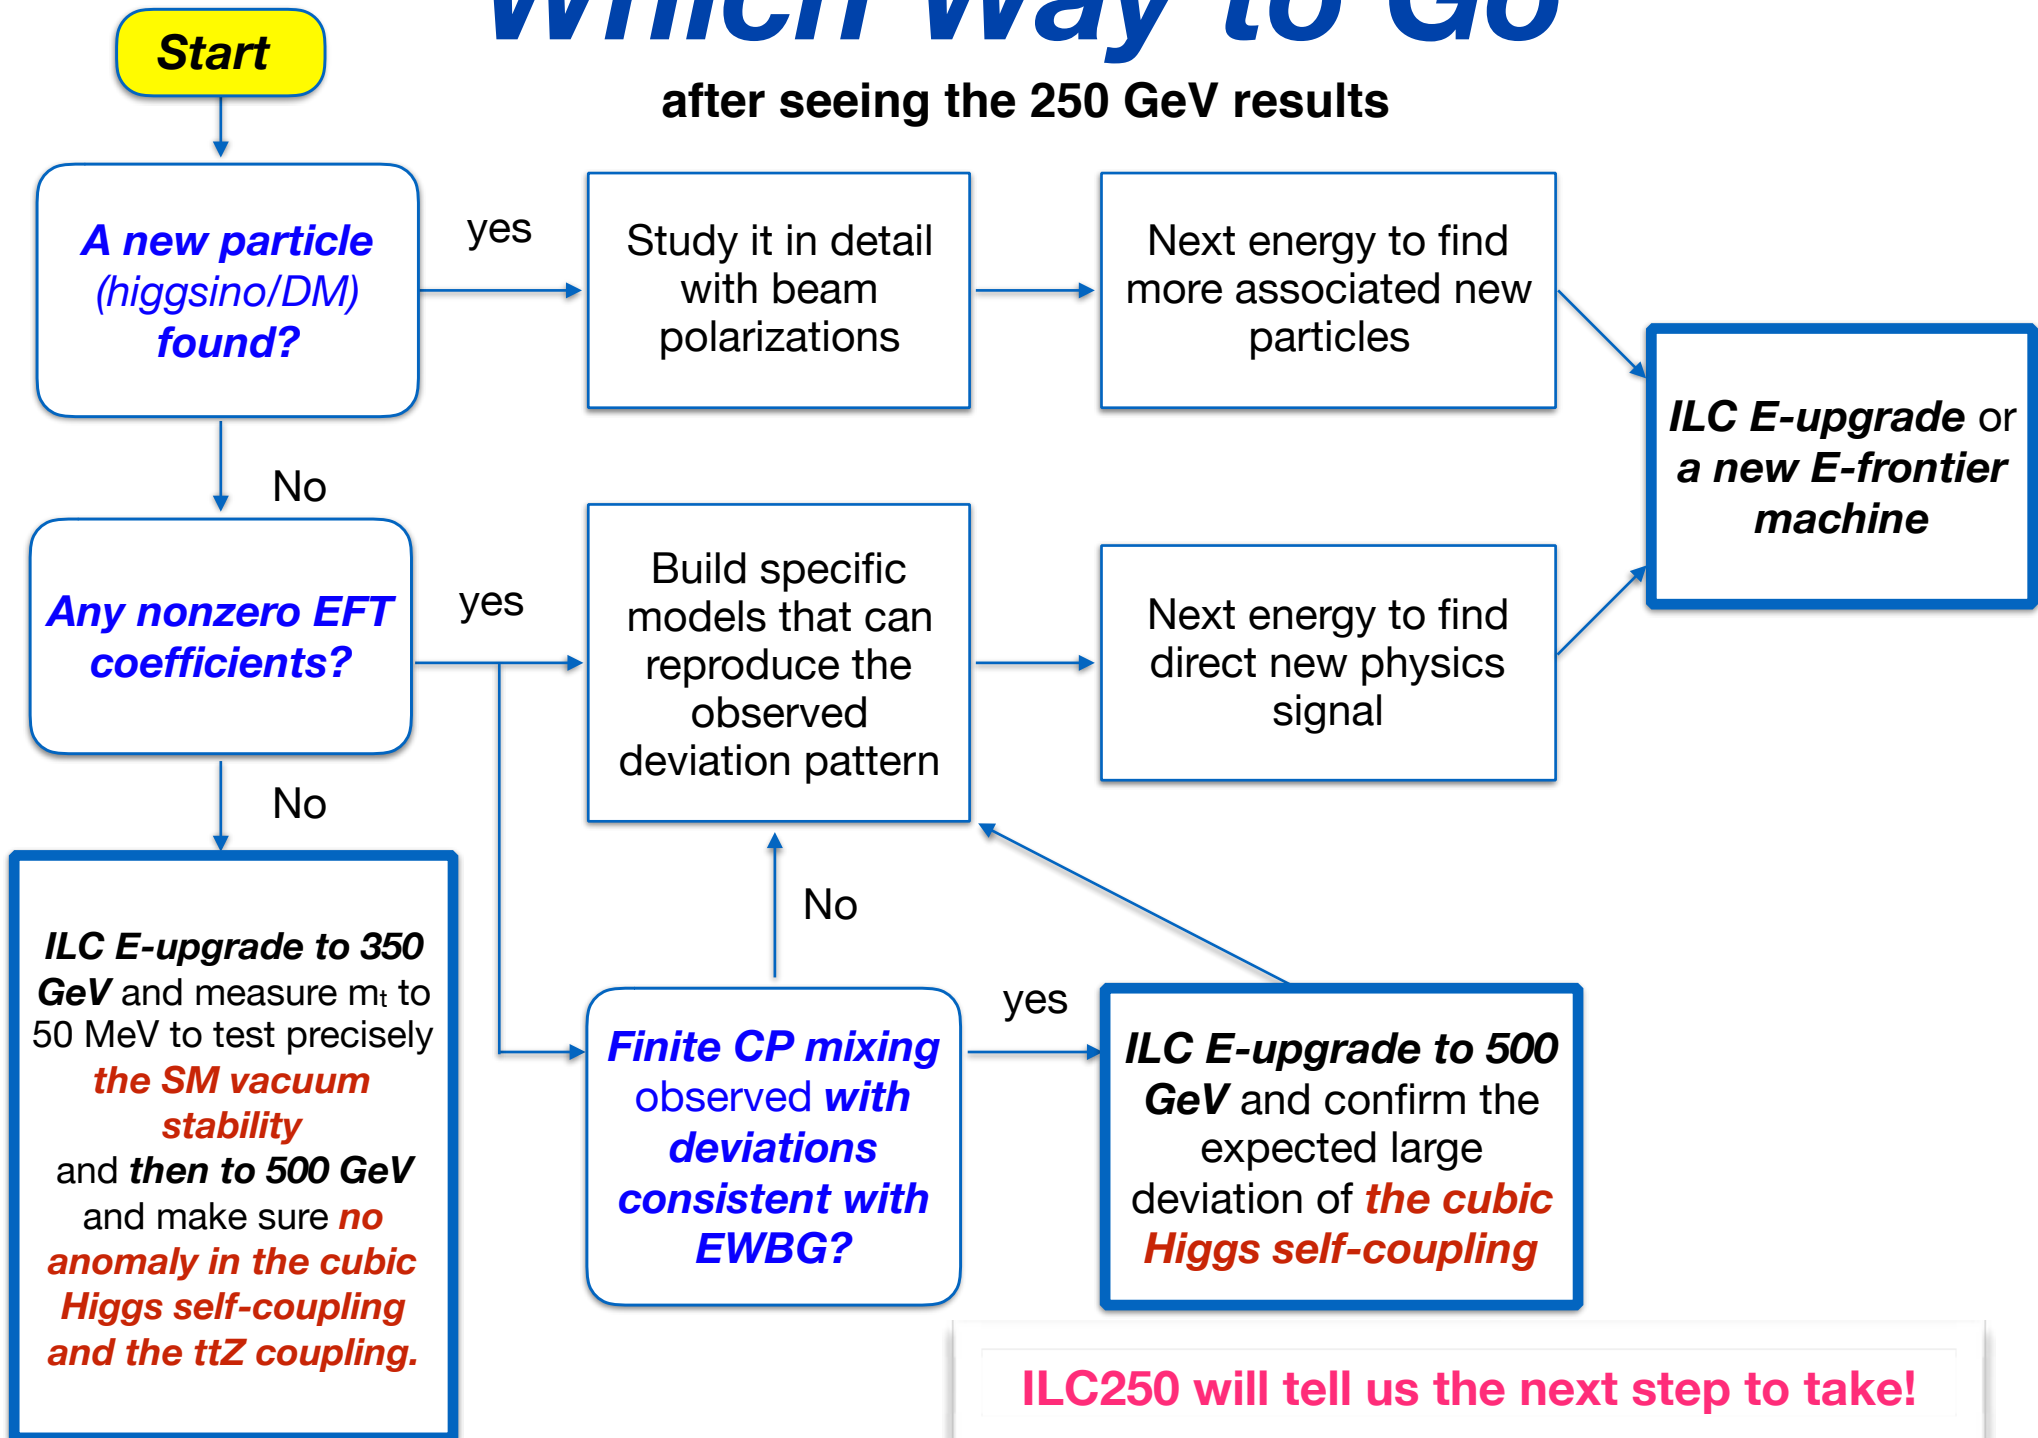 Which Way to Go
Start
after seeing the 250 GeV results
A new particle
(higgsino/DM)
found?
yes
Study it in detail
with beam
polarizations
Next energy to find
more associated new
particles
ILC E-upgrade or
a new E-frontier
machine
No
Any nonzero EFT
coefficients?
yes
Build specific
models that can
reproduce the
observed
deviation pattern
Next energy to find
direct new physics
signal
No
ILC E-upgrade to 350
GeV and measure mt to
50 MeV to test precisely
the SM vacuum
stability
and then to 500 GeV
and make sure no
anomaly in the cubic
Higgs self-coupling
and the ttZ coupling.
No
Finite CP mixing
observed with
deviations
consistent with
EWBG?
yes
ILC E-upgrade to 500
GeV and confirm the
expected large
deviation of the cubic
Higgs self-coupling
ILC250 will tell us the next step to take!